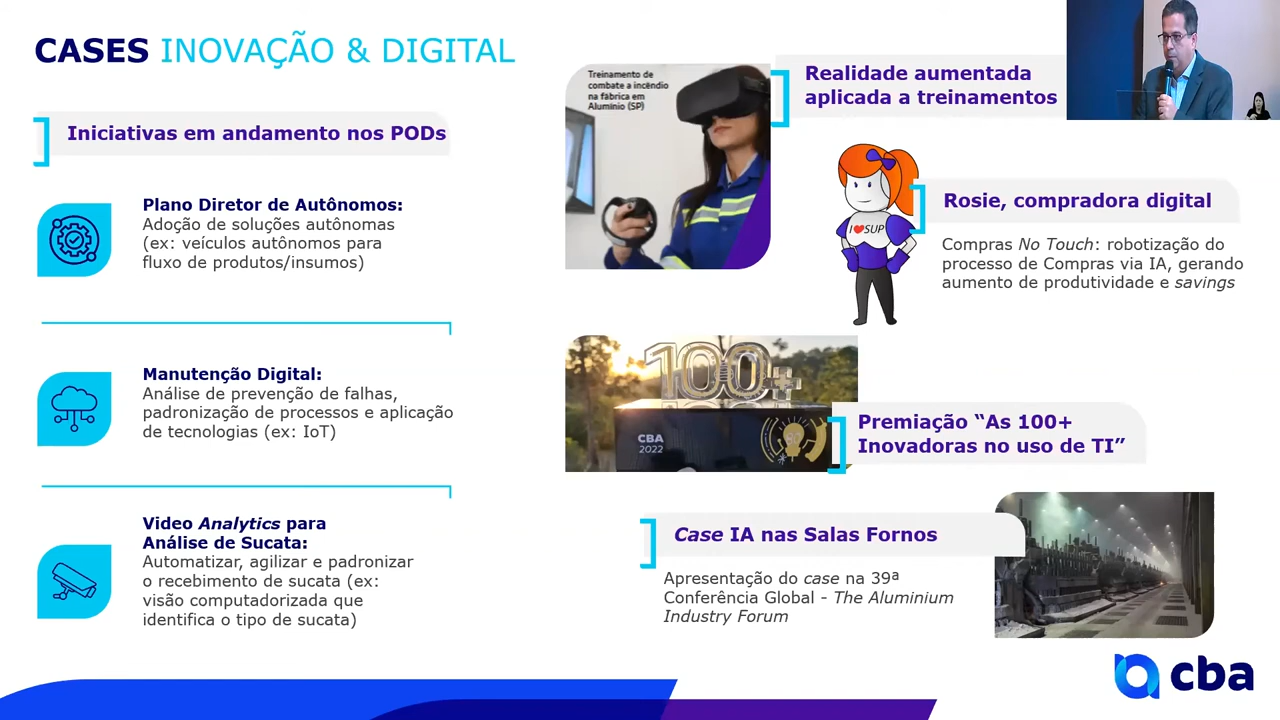 CASES INOVAÇÃO & DIGITAL
Iniciativas em andamento nos PODs
Plano Diretor de Autônomos:
Adoção de soluções autônomas
(ex: veículos autônomos para
fluxo de produtos/insumos)
Manutenção Digital:
Análise de prevenção de falhas,
padronização de processos e aplicação
de tecnologias (ex: IoT)
Video Analytics para
Análise de Sucata:
Automatizar, agilizar e padronizar
o recebimento de sucata (ex:
visão computadorizada que
identifica o tipo de sucata)
Treinamento de
combate a incêndio
na fábrica em
Alumínio (SP)
Realidade aumentada
aplicada a treinamentos
I ❤ SUP
Rosie, compradora digital
Compras No Touch: robotização do
processo de Compras via IA, gerando
aumento de produtividade e savings
100+
CBA
2022
Premiação “As 100+
Inovadoras no uso de TI”
Case IA nas Salas Fornos
Apresentação do case na 39ª
Conferência Global - The Aluminium
Industry Forum
cba